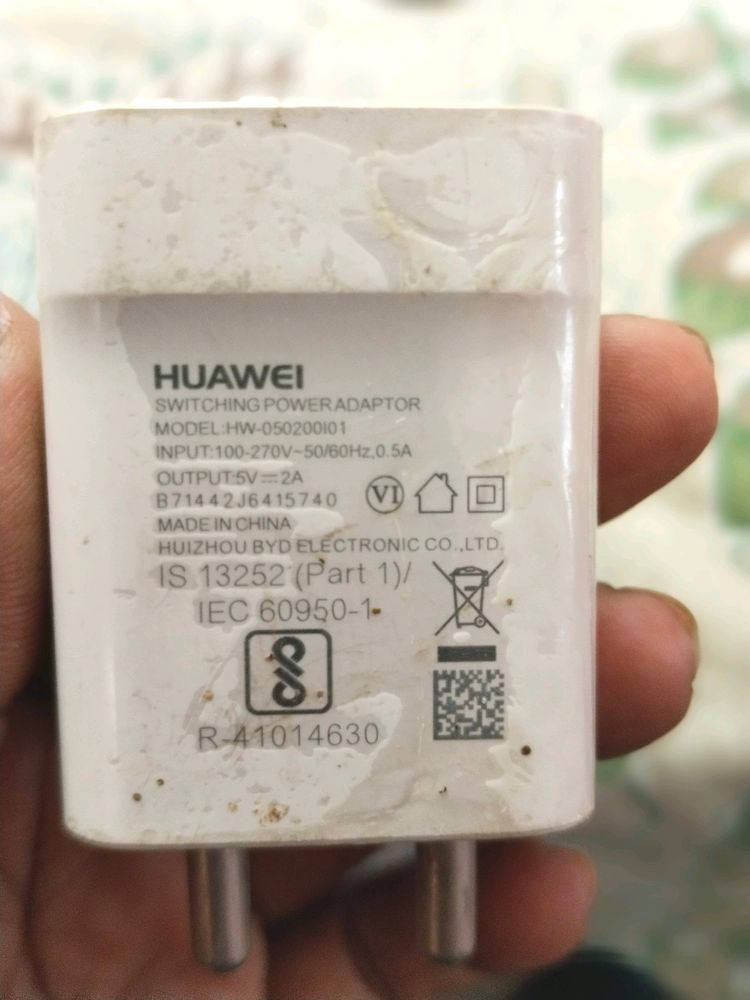 HUAWEI
SWITCHING POWER ADAPTOR
MODEL:HW-050200I01
INPUT:100-270V~50/60Hz,0.5A
OUTPUT:5V⎓2A
B71442J6415740
VI
MADE IN CHINA
HUIZHOU BYD ELECTRONIC CO.,LTD.
IS 13252 (Part 1)/
IEC 60950-1
R-41014630